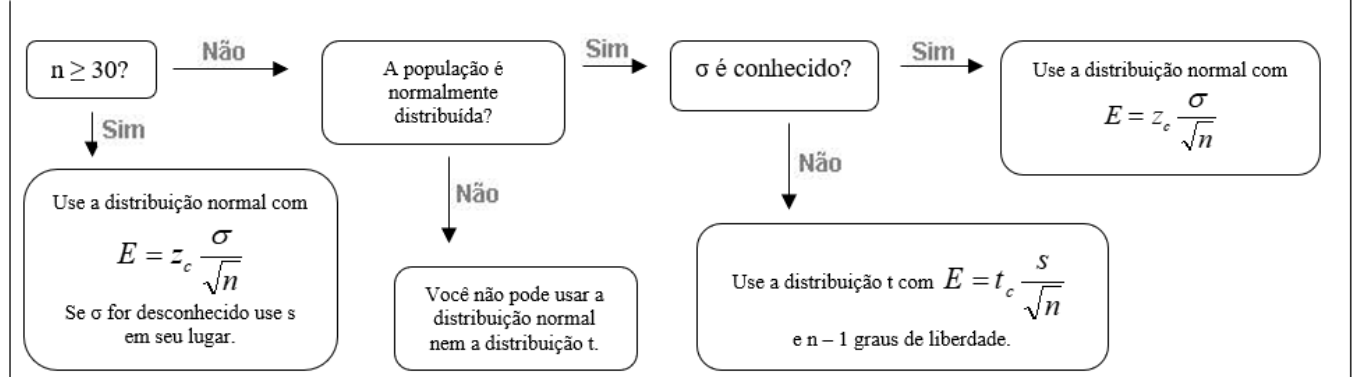 n ≥ 30?
Não
A população é
normalmente
distribuída?
Sim
σ é conhecido?
Sim
Use a distribuição normal com
E = z_c σ/√n
Sim
Use a distribuição normal com
E = z_c σ/√n
Se σ for desconhecido use s
em seu lugar.
Não
Você não pode usar a
distribuição normal
nem a distribuição t.
Não
Use a distribuição t com E = t_c s/√n
e n – 1 graus de liberdade.